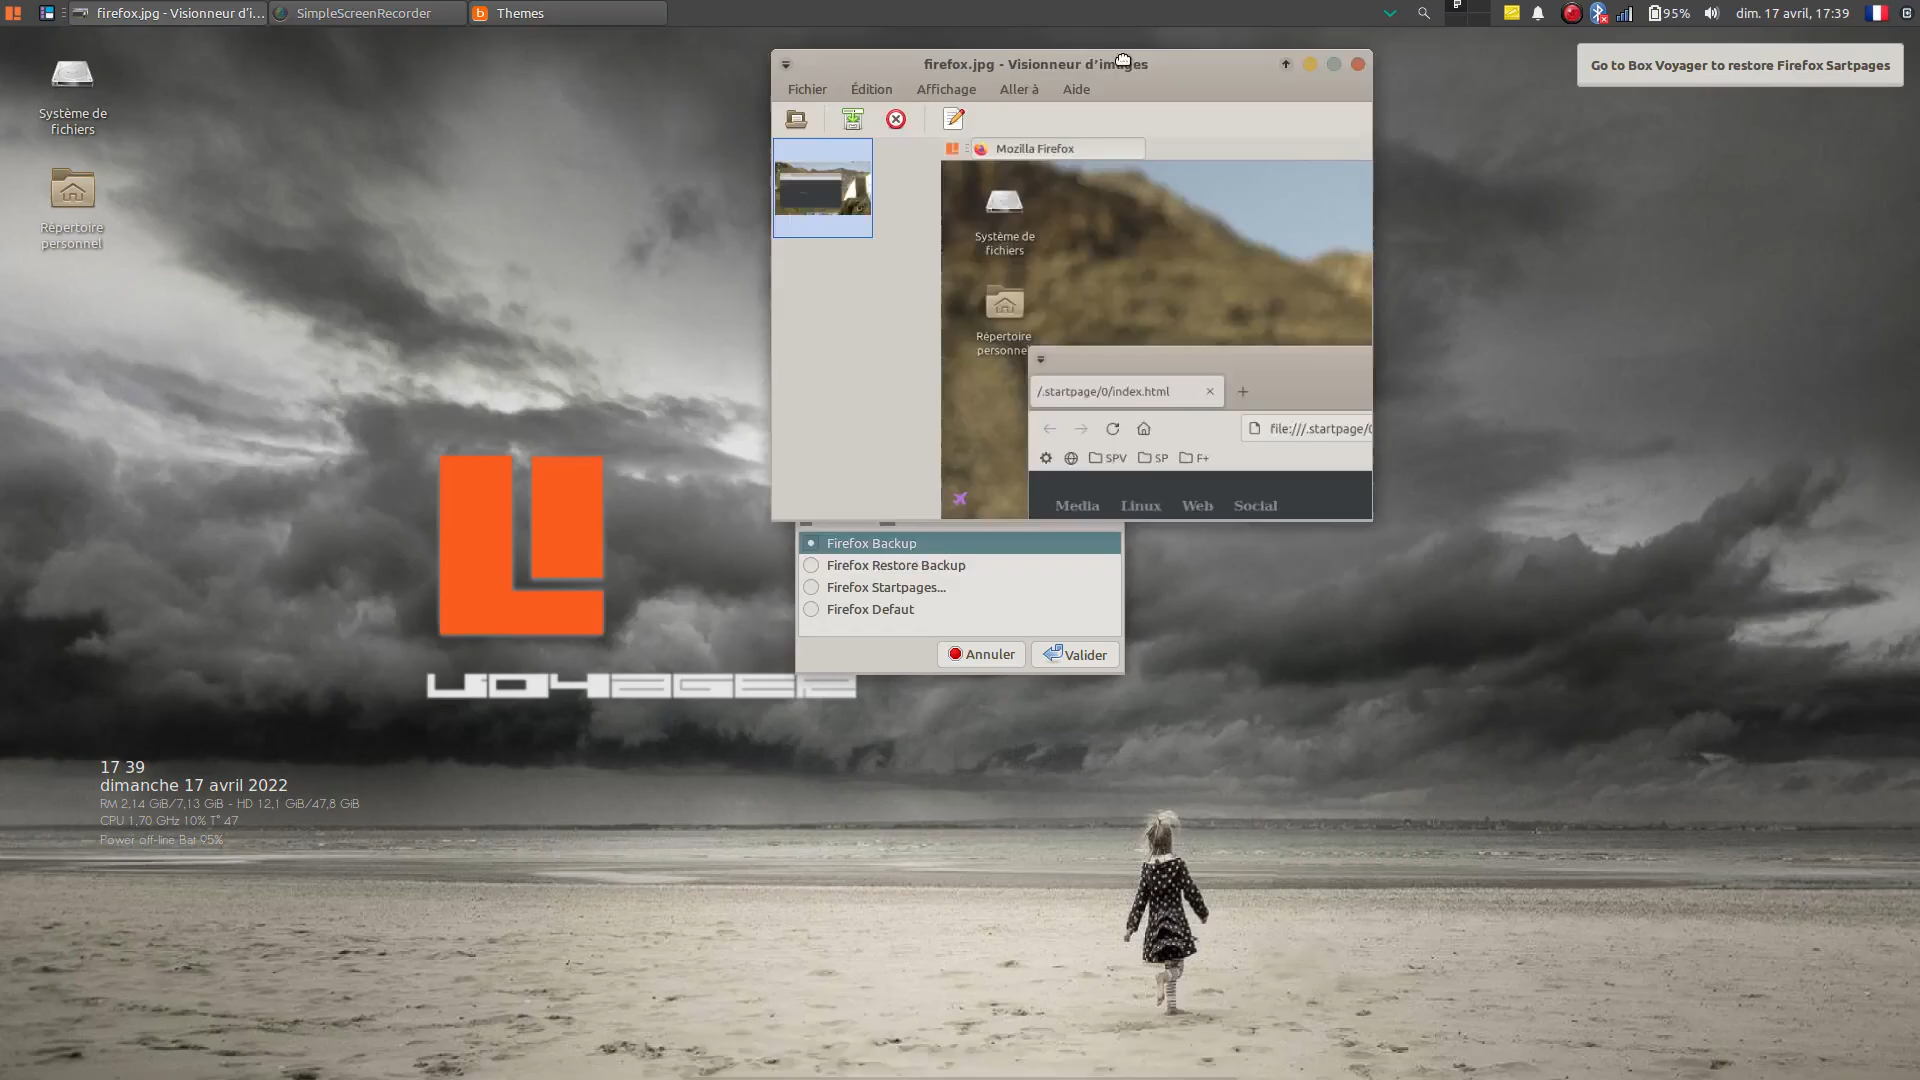 firefox.jpg - Visionneur d'i...
SimpleScreenRecorder
Themes
95%
dim. 17 avril, 17:39
Système de
fichiers
Répertoire
personnel
firefox.jpg - Visionneur d'images
Fichier
Édition
Affichage
Aller à
Aide
Mozilla Firefox
Système de
fichiers
Répertoire
personnel
/.startpage/0/index.html
file:///.startpage/0
SPV
SP
F+
Media
Linux
Web
Social
Go to Box Voyager to restore Firefox Sartpages
Firefox Backup
Firefox Restore Backup
Firefox Startpages...
Firefox Defaut
Annuler
Valider
VOYAGER
17 39
dimanche 17 avril 2022
RM 2,14 GiB/7,13 GiB - HD 12,1 GiB/47,8 GiB
CPU 1,70 GHz 10% T° 47
Power off-line Bat 95%